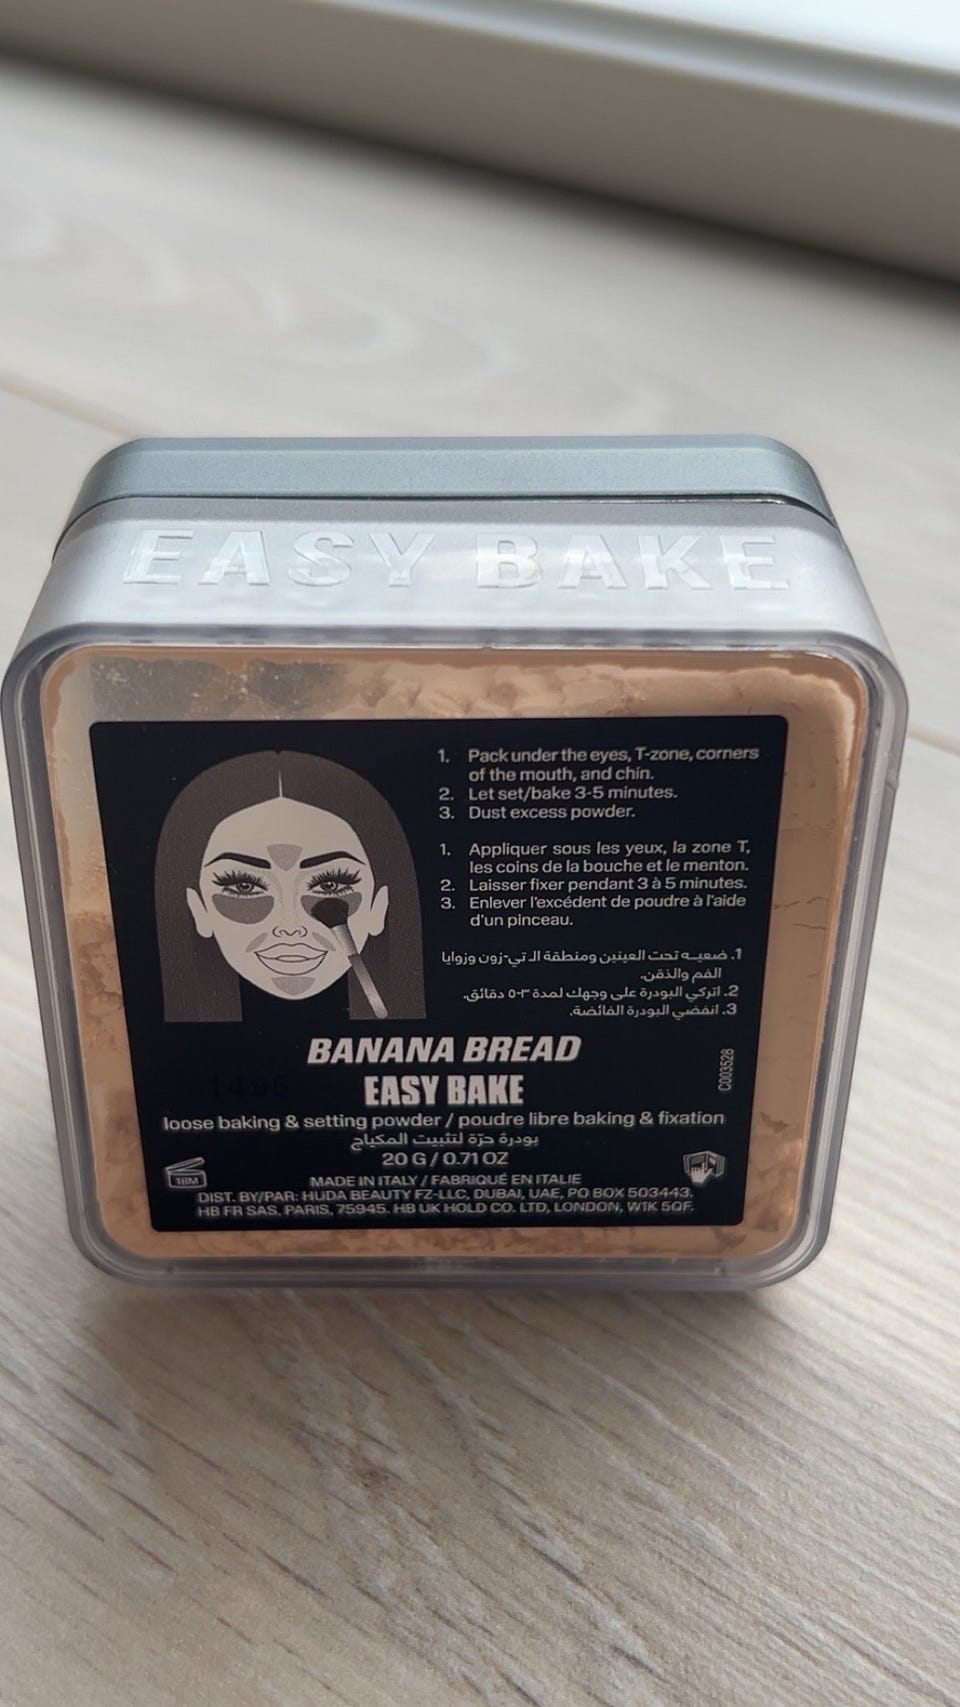 EASY BAKE
1. Pack under the eyes, T-zone, corners
of the mouth, and chin.
2. Let set/bake 3-5 minutes.
3. Dust excess powder.
1. Appliquer sous les yeux, la zone T,
les coins de la bouche et le menton.
2. Laisser fixer pendant 3 à 5 minutes.
3. Enlever l'excédent de poudre à l'aide
d'un pinceau.
1. ضعيـه تحت العينين ومنطقة الـ تي-زون وزوايا
الفم والذقن.
2. اتركي البودرة على وجهك لمدة ٣-٥ دقائق.
3. انفضي البودرة الفائضة.
BANANA BREAD
EASY BAKE
C003528
loose baking & setting powder / poudre libre baking & fixation
بودرة حرّة لتثبيت المكياج
20 G / 0.71 OZ
18M
MADE IN ITALY / FABRIQUÉ EN ITALIE
DIST. BY/PAR: HUDA BEAUTY FZ-LLC, DUBAI, UAE, PO BOX 503443.
HB FR SAS, PARIS, 75945. HB UK HOLD CO. LTD, LONDON, W1K 5QF.